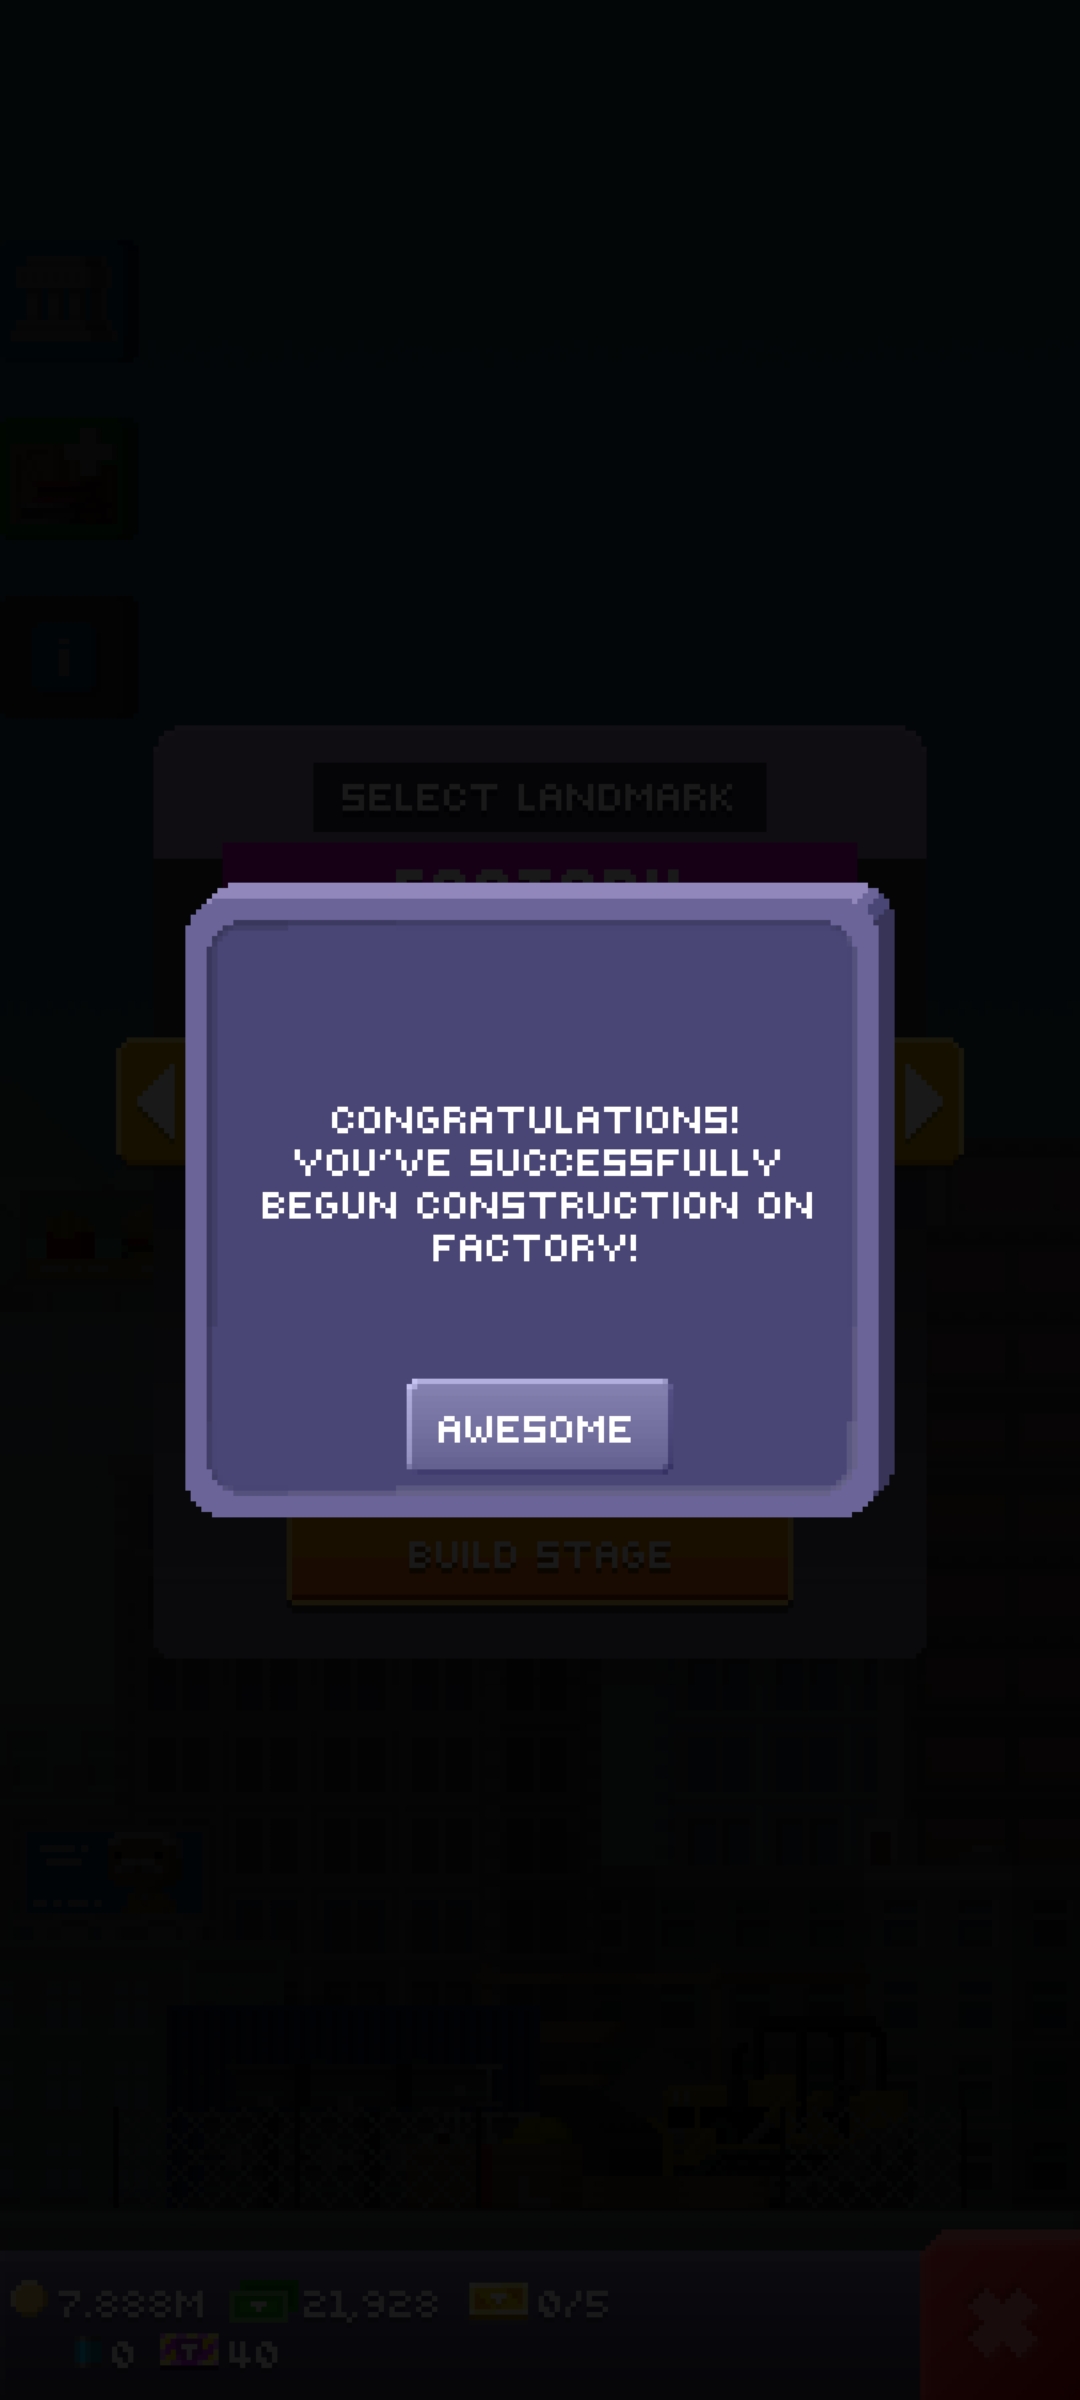 SELECT LANDMARK
FACTORY
CONGRATULATIONS!
YOU'VE SUCCESSFULLY
BEGUN CONSTRUCTION ON
FACTORY!
AWESOME
BUILD STAGE
7.888M 21,928 0/5
0 40